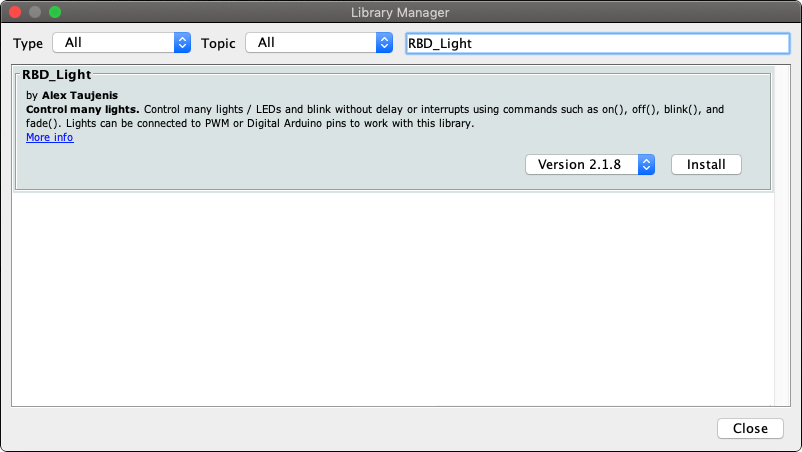 Library Manager
Type All Topic All RBD_Light
RBD_Light
by Alex Taujenis
Control many lights. Control many lights / LEDs and blink without delay or interrupts using commands such as on(), off(), blink(), and
fade(). Lights can be connected to PWM or Digital Arduino pins to work with this library.
More info
Version 2.1.8 Install
Close